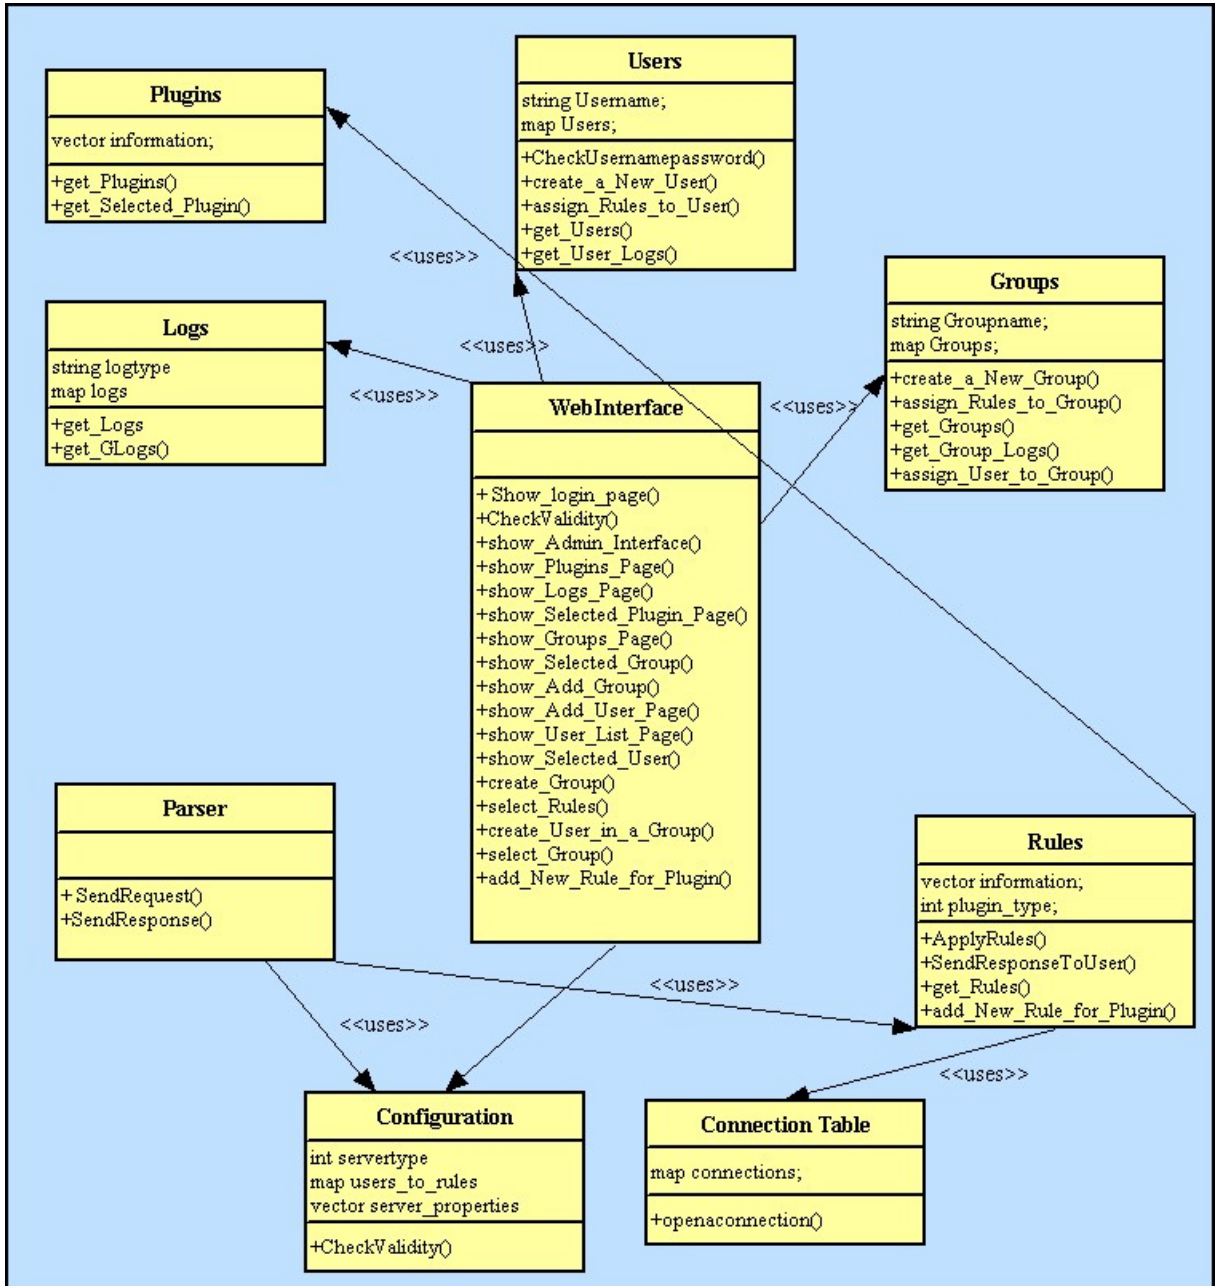 Users
string Username;
map Users;
+CheckUsernamepassword()
+create_a_New_User()
+assign_Rules_to_User()
+get_Users()
+get_User_Logs()
Plugins
vector information;
+get_Plugins()
+get_Selected_Plugin()
<<uses>>
Groups
string Groupname;
map Groups;
+create_a_New_Group()
+assign_Rules_to_Group()
+get_Groups()
+get_Group_Logs()
+assign_User_to_Group()
Logs
string logtype
map logs
+get_Logs
+get_GLogs()
<<uses>>
<<uses>>
<<uses>>
WebInterface
+ Show_login_page()
+CheckValidity()
+show_Admin_Interface()
+show_Plugins_Page()
+show_Logs_Page()
+show_Selected_Plugin_Page()
+show_Groups_Page()
+show_Selected_Group()
+show_Add_Group()
+show_Add_User_Page()
+show_User_List_Page()
+show_Selected_User()
+create_Group()
+select_Rules()
+create_User_in_a_Group()
+select_Group()
+add_New_Rule_for_Plugin()
Parser
+ SendRequest()
+SendResponse()
Rules
vector information;
int plugin_type;
+ApplyRules()
+SendResponseToUser()
+get_Rules()
+add_New_Rule_for_Plugin()
<<uses>>
<<uses>>
<<uses>>
Configuration
int servertype
map users_to_rules
vector server_properties
+CheckValidity()
Connection Table
map connections;
+openaconnection()